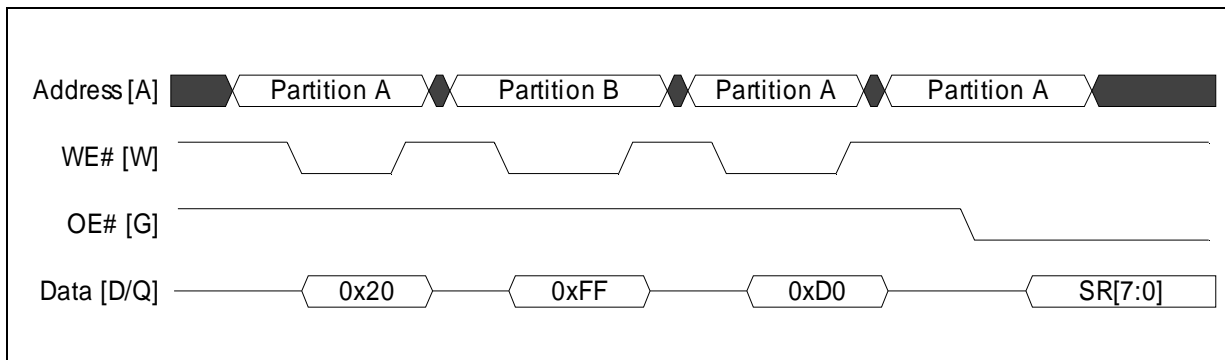 Address [A] Partition A Partition B Partition A Partition A
WE# [W]
OE# [G]
Data [D/Q] 0x20 0xFF 0xD0 SR[7:0]